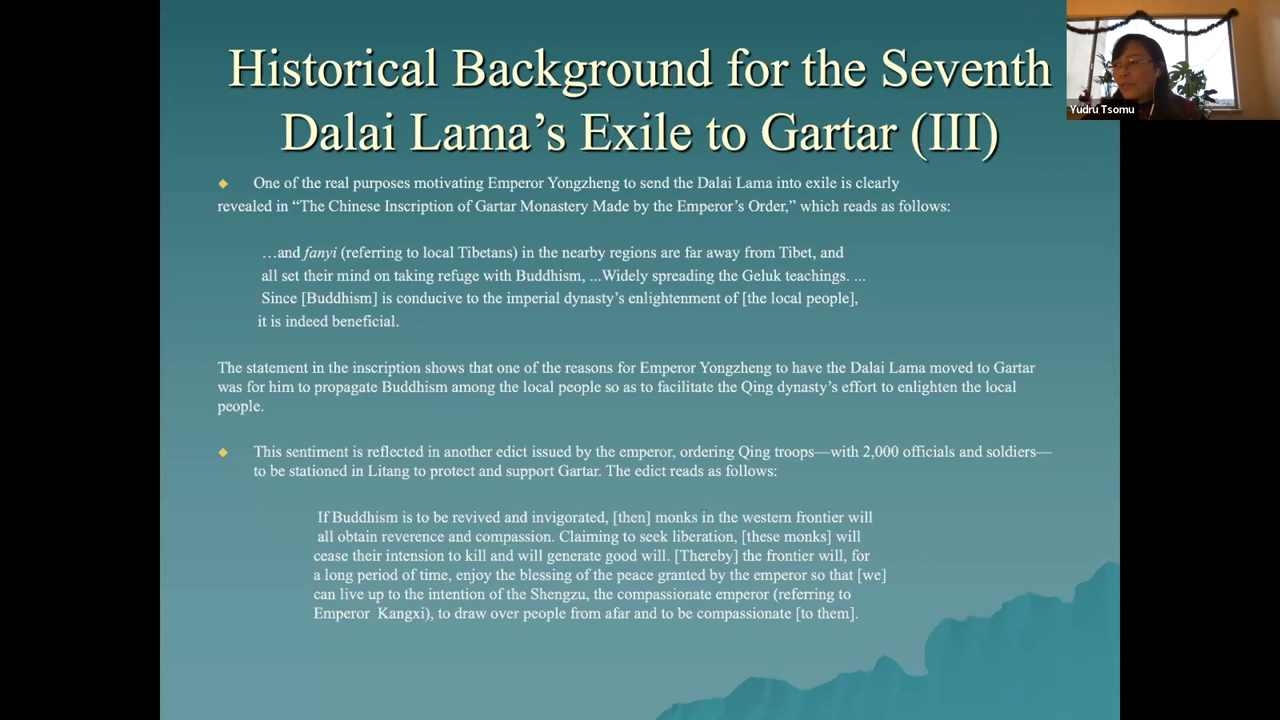 Historical Background for the Seventh
Dalai Lama's Exile to Gartar (III)
Yudru Tsomu
One of the real purposes motivating Emperor Yongzheng to send the Dalai Lama into exile is clearly
revealed in “The Chinese Inscription of Gartar Monastery Made by the Emperor's Order,” which reads as follows:
…and fanyi (referring to local Tibetans) in the nearby regions are far away from Tibet, and
all set their mind on taking refuge with Buddhism, ...Widely spreading the Geluk teachings. ...
Since [Buddhism] is conducive to the imperial dynasty's enlightenment of [the local people],
it is indeed beneficial.
The statement in the inscription shows that one of the reasons for Emperor Yongzheng to have the Dalai Lama moved to Gartar
was for him to propagate Buddhism among the local people so as to facilitate the Qing dynasty's effort to enlighten the local
people.
This sentiment is reflected in another edict issued by the emperor, ordering Qing troops—with 2,000 officials and soldiers—
to be stationed in Litang to protect and support Gartar. The edict reads as follows:
If Buddhism is to be revived and invigorated, [then] monks in the western frontier will
all obtain reverence and compassion. Claiming to seek liberation, [these monks] will
cease their intension to kill and will generate good will. [Thereby] the frontier will, for
a long period of time, enjoy the blessing of the peace granted by the emperor so that [we]
can live up to the intention of the Shengzu, the compassionate emperor (referring to
Emperor Kangxi), to draw over people from afar and to be compassionate [to them].